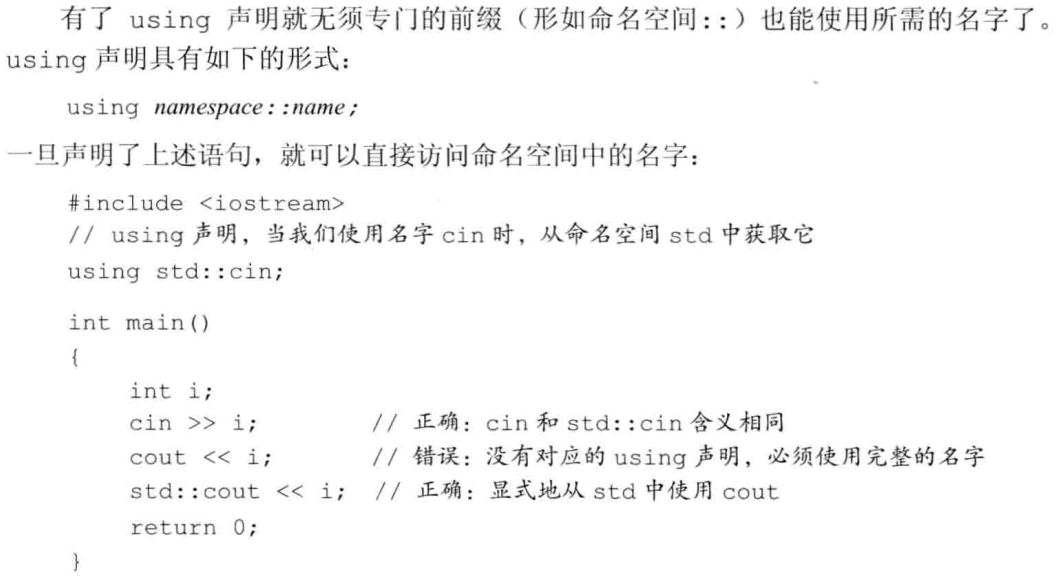 有了 using 声明就无须专门的前缀（形如命名空间::）也能使用所需的名字了。
using 声明具有如下的形式：
using namespace::name;
一旦声明了上述语句，就可以直接访问命名空间中的名字：
#include <iostream>
// using 声明，当我们使用名字 cin 时，从命名空间 std 中获取它
using std::cin;
int main()
{
int i;
cin >> i; // 正确：cin 和 std::cin 含义相同
cout << i; // 错误：没有对应的 using 声明，必须使用完整的名字
std::cout << i; // 正确：显式地从 std 中使用 cout
return 0;
}